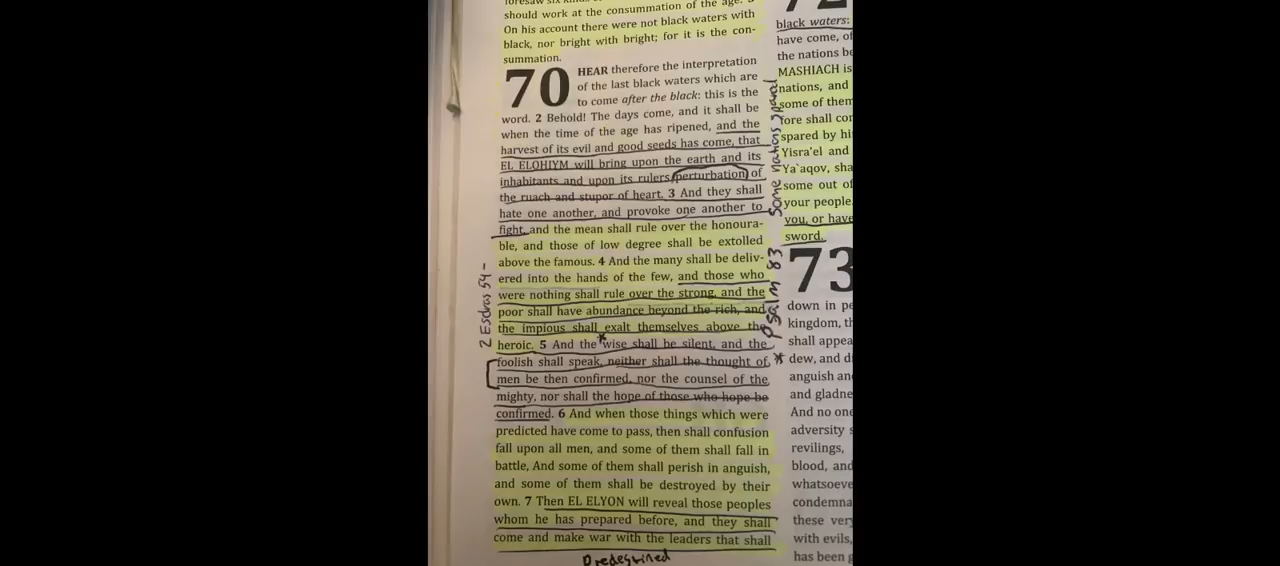 should work at the consummation of the age.
On his account there were not black waters with
black, nor bright with bright; for it is the con-
summation.
70 HEAR therefore the interpretation
of the last black waters which are
to come after the black: this is the
word. 2 Behold! The days come, and it shall be
when the time of the age has ripened, and the
harvest of its evil and good seeds has come, that
EL ELOHIYM will bring upon the earth and its
inhabitants and upon its rulers perturbation of
the ruach and stupor of heart. 3 And they shall
hate one another, and provoke one another to
fight, and the mean shall rule over the honoura-
ble, and those of low degree shall be extolled
above the famous. 4 And the many shall be deliv-
ered into the hands of the few, and those who
were nothing shall rule over the strong, and the
poor shall have abundance beyond the rich, and
the impious shall exalt themselves above the
heroic. 5 And the wise shall be silent, and the
foolish shall speak, neither shall the thought of
men be then confirmed, nor the counsel of the
mighty, nor shall the hope of those who hope be
confirmed. 6 And when those things which were
predicted have come to pass, then shall confusion
fall upon all men, and some of them shall fall in
battle, And some of them shall perish in anguish,
and some of them shall be destroyed by their
own. 7 Then EL ELYON will reveal those peoples
whom he has prepared before, and they shall
come and make war with the leaders that shall
2 Esdras 54-
some nations spared
Psalm 83
black waters:
have come, of
the nations be
MASHIACH is
nations, and
some of them
fore shall cor
spared by hi
Yisra'el and
Ya`aqov, sha
some out of
your people
you, or have
sword.
73
down in pe
kingdom, th
shall appea
dew, and d
anguish an
and gladne
And no one
adversity s
revilings,
blood, and
whatsoeve
condemna
these very
with evils,
has been g